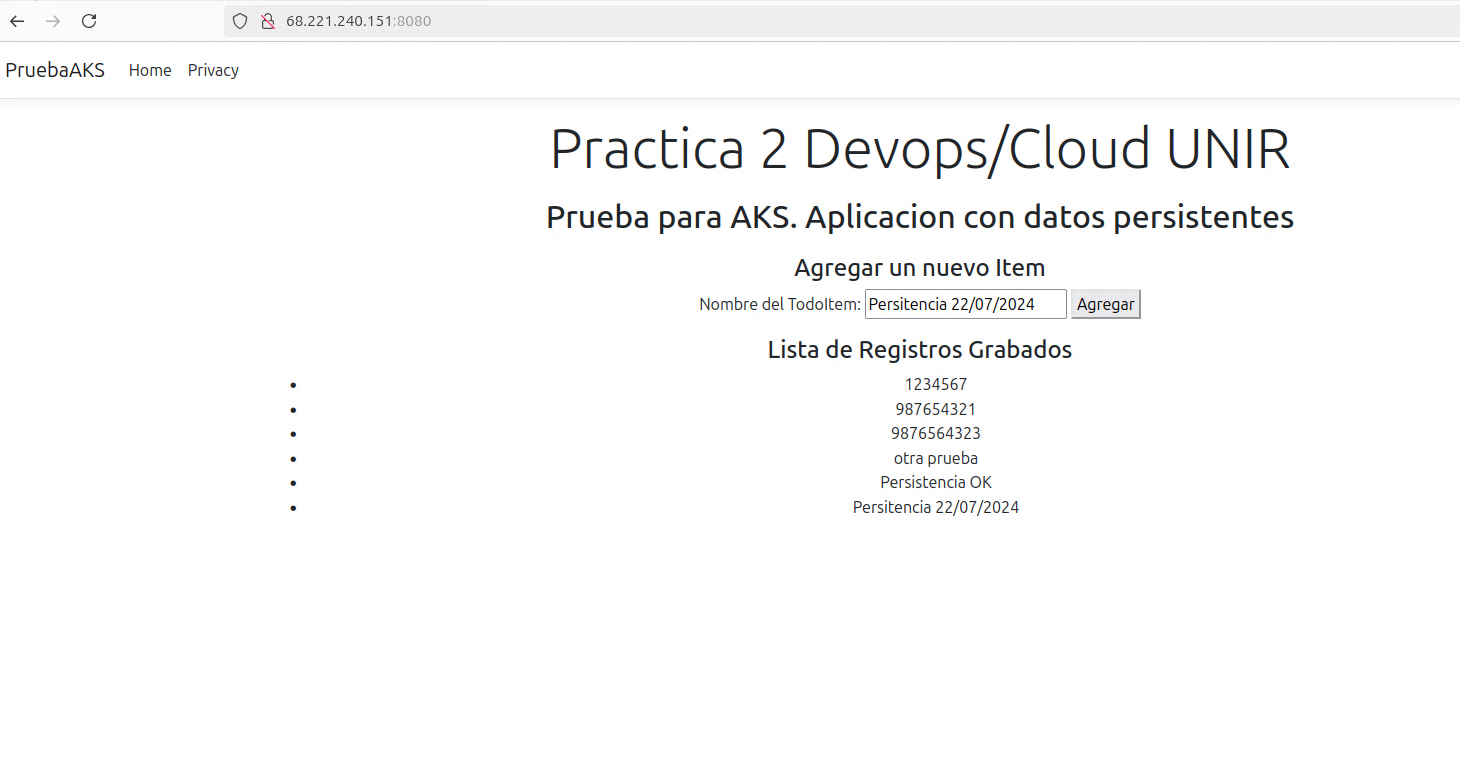 68.221.240.151:8080
PruebaAKS Home Privacy
Practica 2 Devops/Cloud UNIR
Prueba para AKS. Aplicacion con datos persistentes
Agregar un nuevo Item
Nombre del TodoItem: Persitencia 22/07/2024 Agregar
Lista de Registros Grabados
1234567
987654321
9876564323
otra prueba
Persistencia OK
Persitencia 22/07/2024